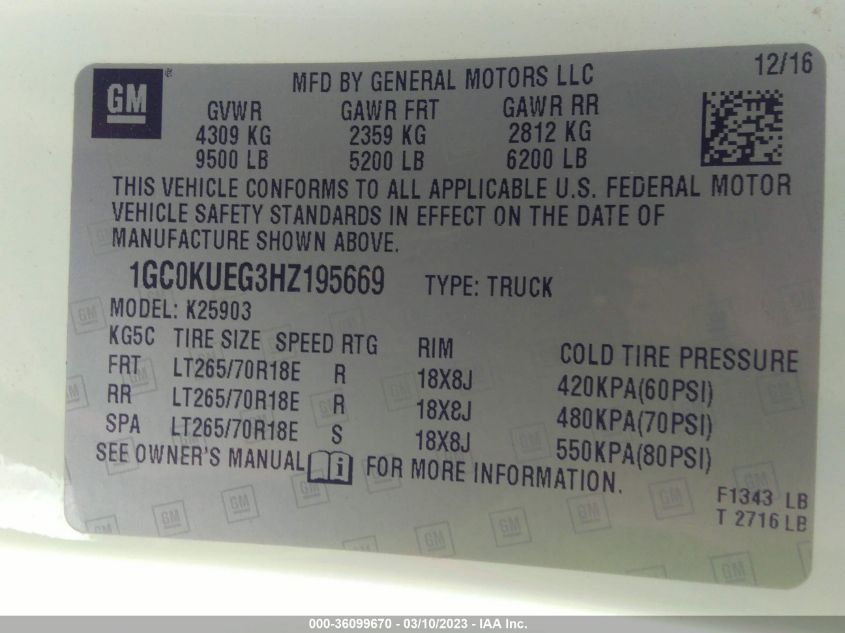 GM ®
MFD BY GENERAL MOTORS LLC 12/16
GVWR GAWR FRT GAWR RR
4309 KG 2359 KG 2812 KG
9500 LB 5200 LB 6200 LB
THIS VEHICLE CONFORMS TO ALL APPLICABLE U.S. FEDERAL MOTOR
VEHICLE SAFETY STANDARDS IN EFFECT ON THE DATE OF
MANUFACTURE SHOWN ABOVE.
1GC0KUEG3HZ195669 TYPE: TRUCK
MODEL: K25903
KG5C TIRE SIZE SPEED RTG RIM COLD TIRE PRESSURE
FRT LT265/70R18E R 18X8J 420KPA(60PSI)
RR LT265/70R18E R 18X8J 480KPA(70PSI)
SPA LT265/70R18E S 18X8J 550KPA(80PSI)
SEE OWNER'S MANUAL i FOR MORE INFORMATION.
F1343 LB
T 2716 LB
000-36099670 - 03/10/2023 - IAA Inc.